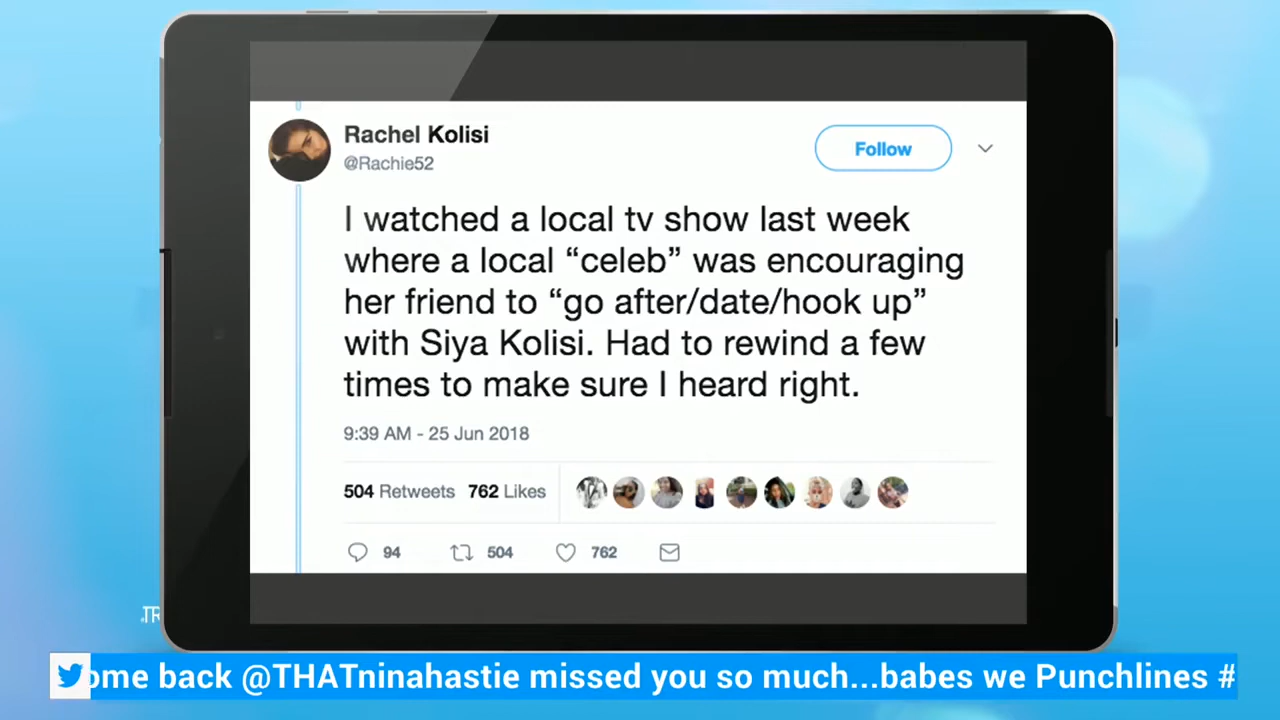 Rachel Kolisi
@Rachie52
Follow
I watched a local tv show last week
where a local “celeb” was encouraging
her friend to “go after/date/hook up”
with Siya Kolisi. Had to rewind a few
times to make sure I heard right.
9:39 AM - 25 Jun 2018
504 Retweets 762 Likes
94 504 762
.TR
ome back @THATninahastie missed you so much...babes we Punchlines #